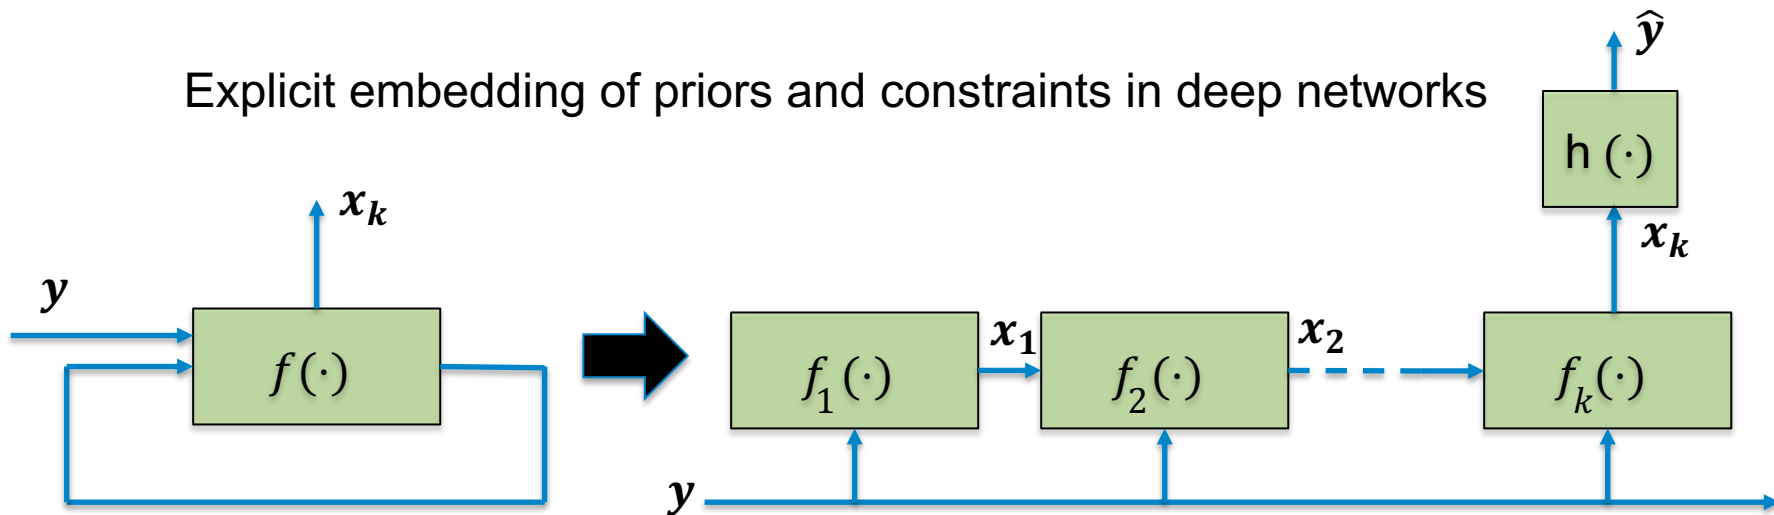 ŷ
Explicit embedding of priors and constraints in deep networks
h (·)
x_k
x_k
y
f(·)
x_1
x_2
f_1(·)
f_2(·)
f_k(·)
y